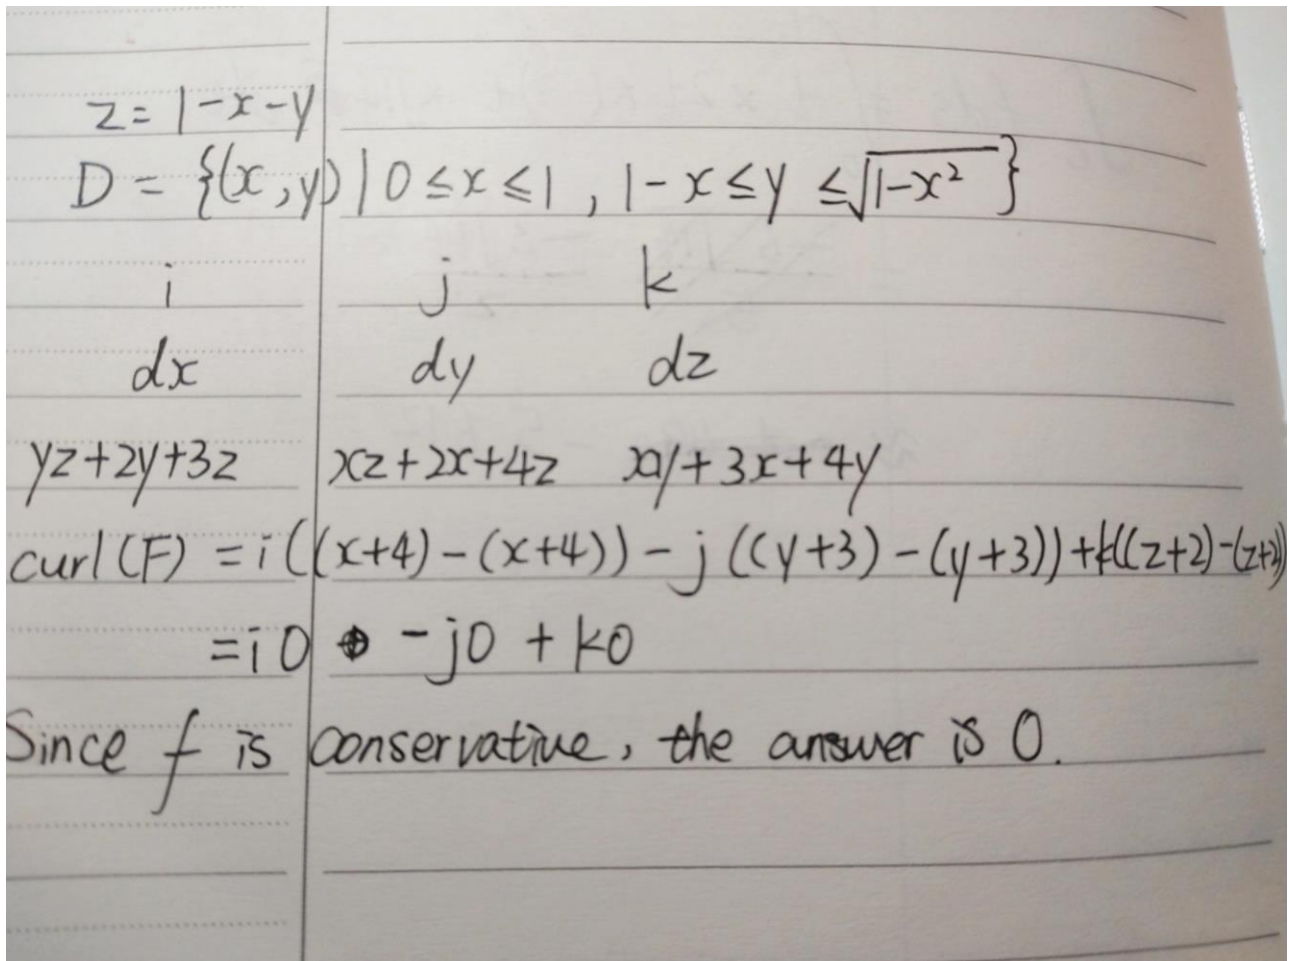 z = 1-x-y
D = {(x,y) | 0 ≤ x ≤ 1, 1-x ≤ y ≤ √(1-x²)}
i j k
dx dy dz
yz+2y+3z xz+2x+4z xy+3x+4y
curl(F) = i((x+4)-(x+4)) - j((y+3)-(y+3)) + k((z+2)-(z+2))
= i0 - j0 + k0
Since f is conservative, the answer is 0.